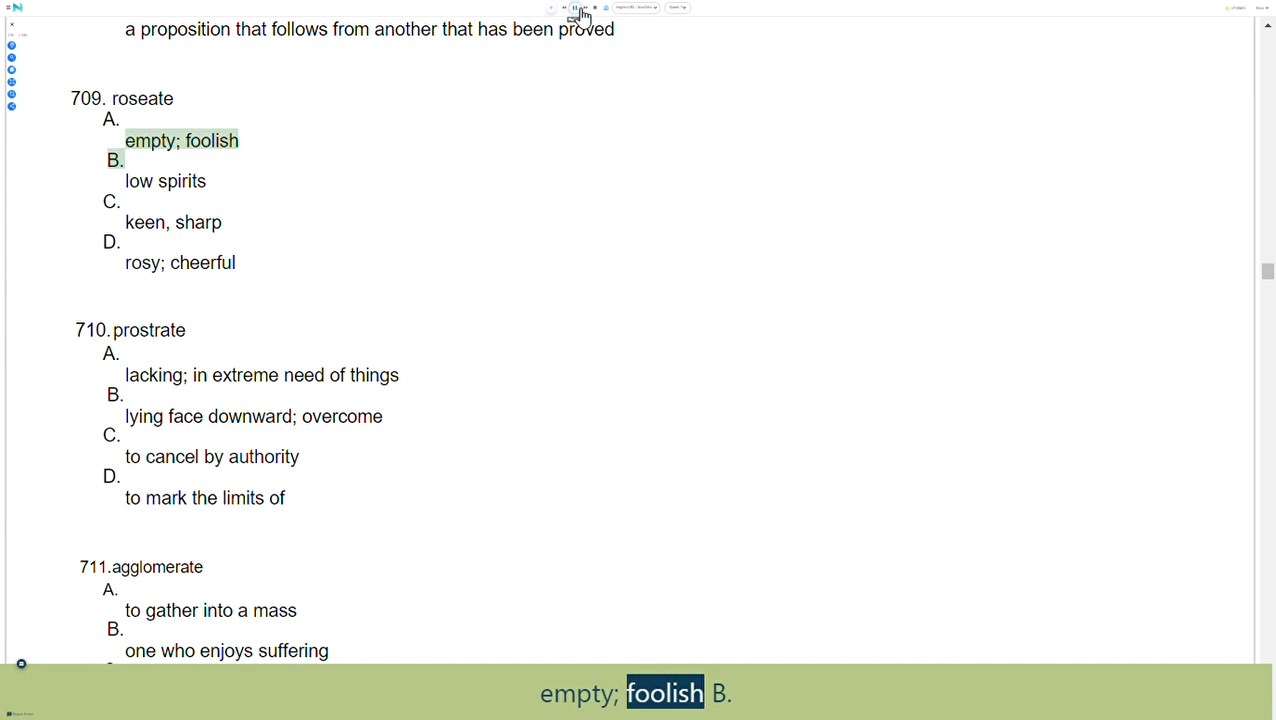 a proposition that follows from another that has been proved
709. roseate
A.
empty; foolish
B.
low spirits
C.
keen, sharp
D.
rosy; cheerful
710. prostrate
A.
lacking; in extreme need of things
B.
lying face downward; overcome
C.
to cancel by authority
D.
to mark the limits of
711. agglomerate
A.
to gather into a mass
B.
one who enjoys suffering
empty; foolish B.